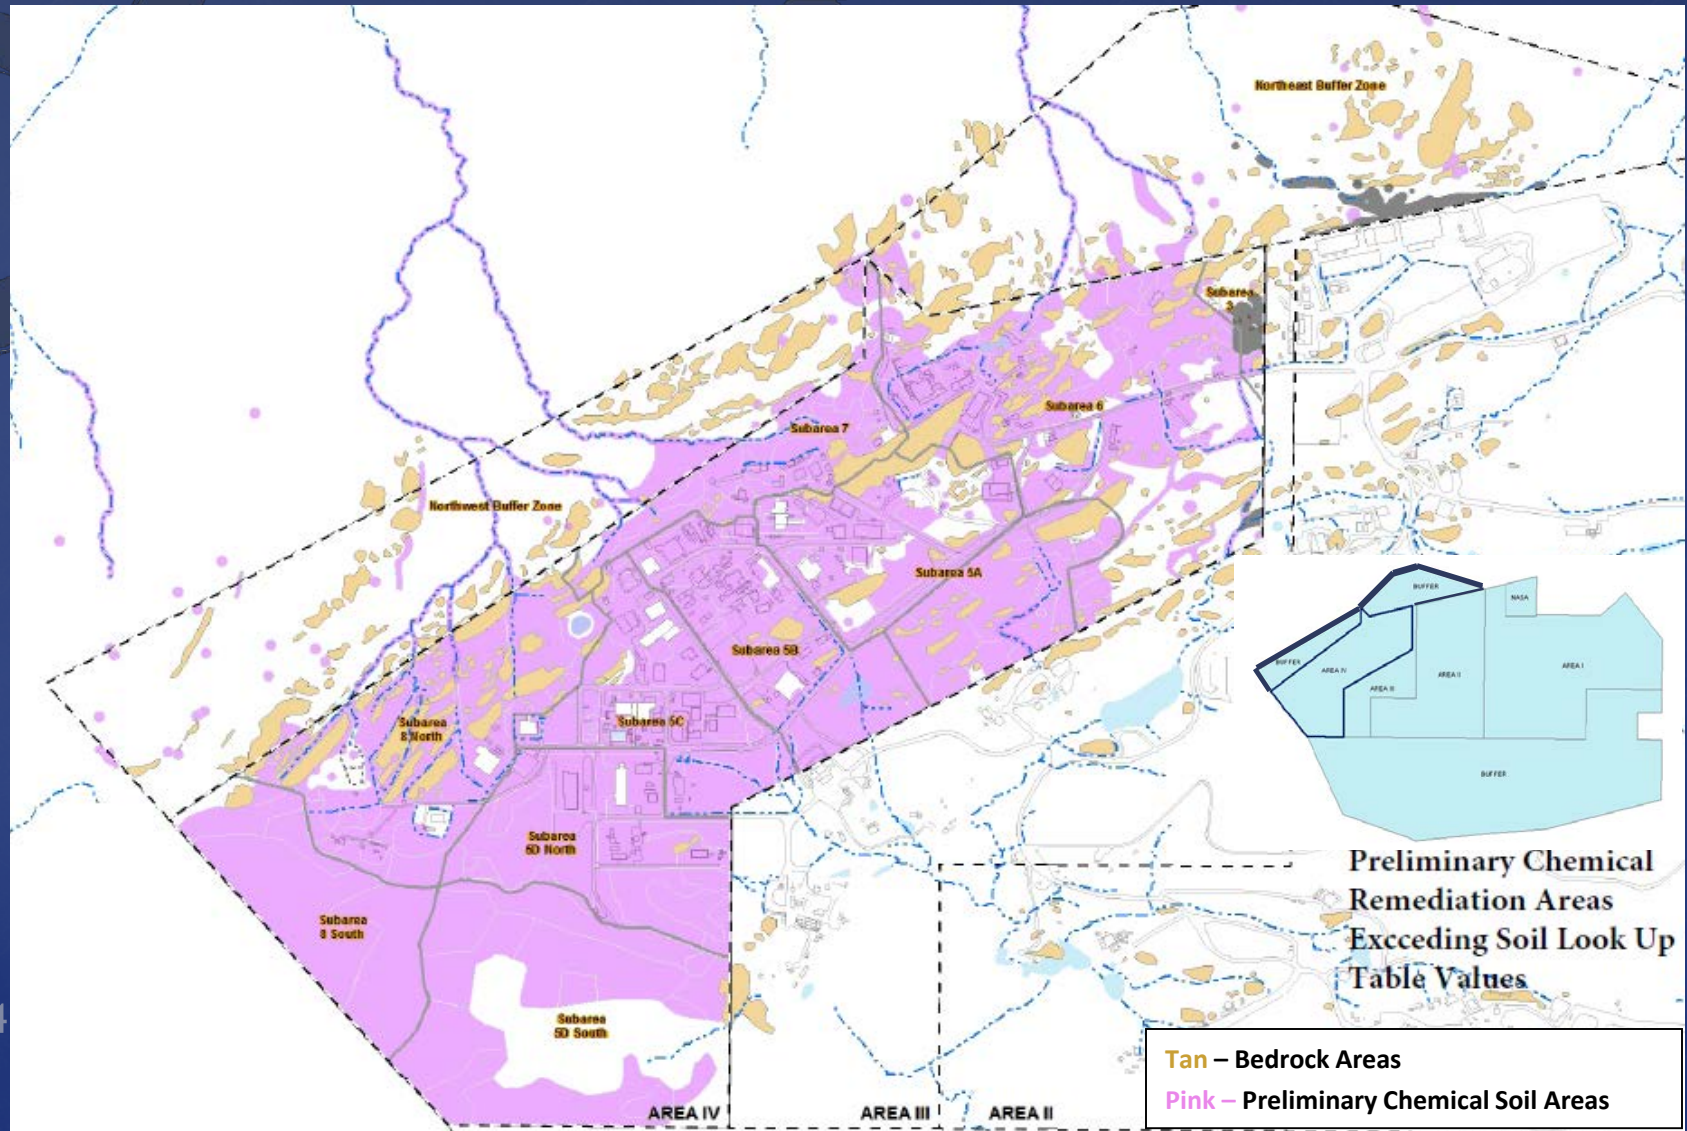 Northeast Buffer Zone
Subarea
3
Subarea 6
Subarea 7
Northwest Buffer Zone
Subarea 5A
Subarea 5B
Subarea 5C
Subarea
8 North
Subarea
5D North
Subarea
8 South
Subarea
5D South
AREA IV
AREA III
AREA II
BUFFER
NASA
BUFFER
AREA IV
AREA III
AREA II
AREA I
BUFFER
Preliminary Chemical
Remediation Areas
Excceding Soil Look Up
Table Values
Tan – Bedrock Areas
Pink – Preliminary Chemical Soil Areas
4